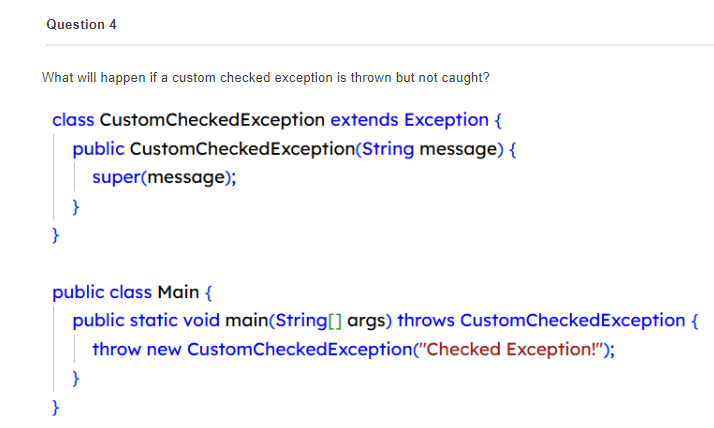 Question 4
What will happen if a custom checked exception is thrown but not caught?
class CustomCheckedException extends Exception {
public CustomCheckedException(String message) {
super(message);
}
}
public class Main {
public static void main(String[] args) throws CustomCheckedException {
throw new CustomCheckedException("Checked Exception!");
}
}